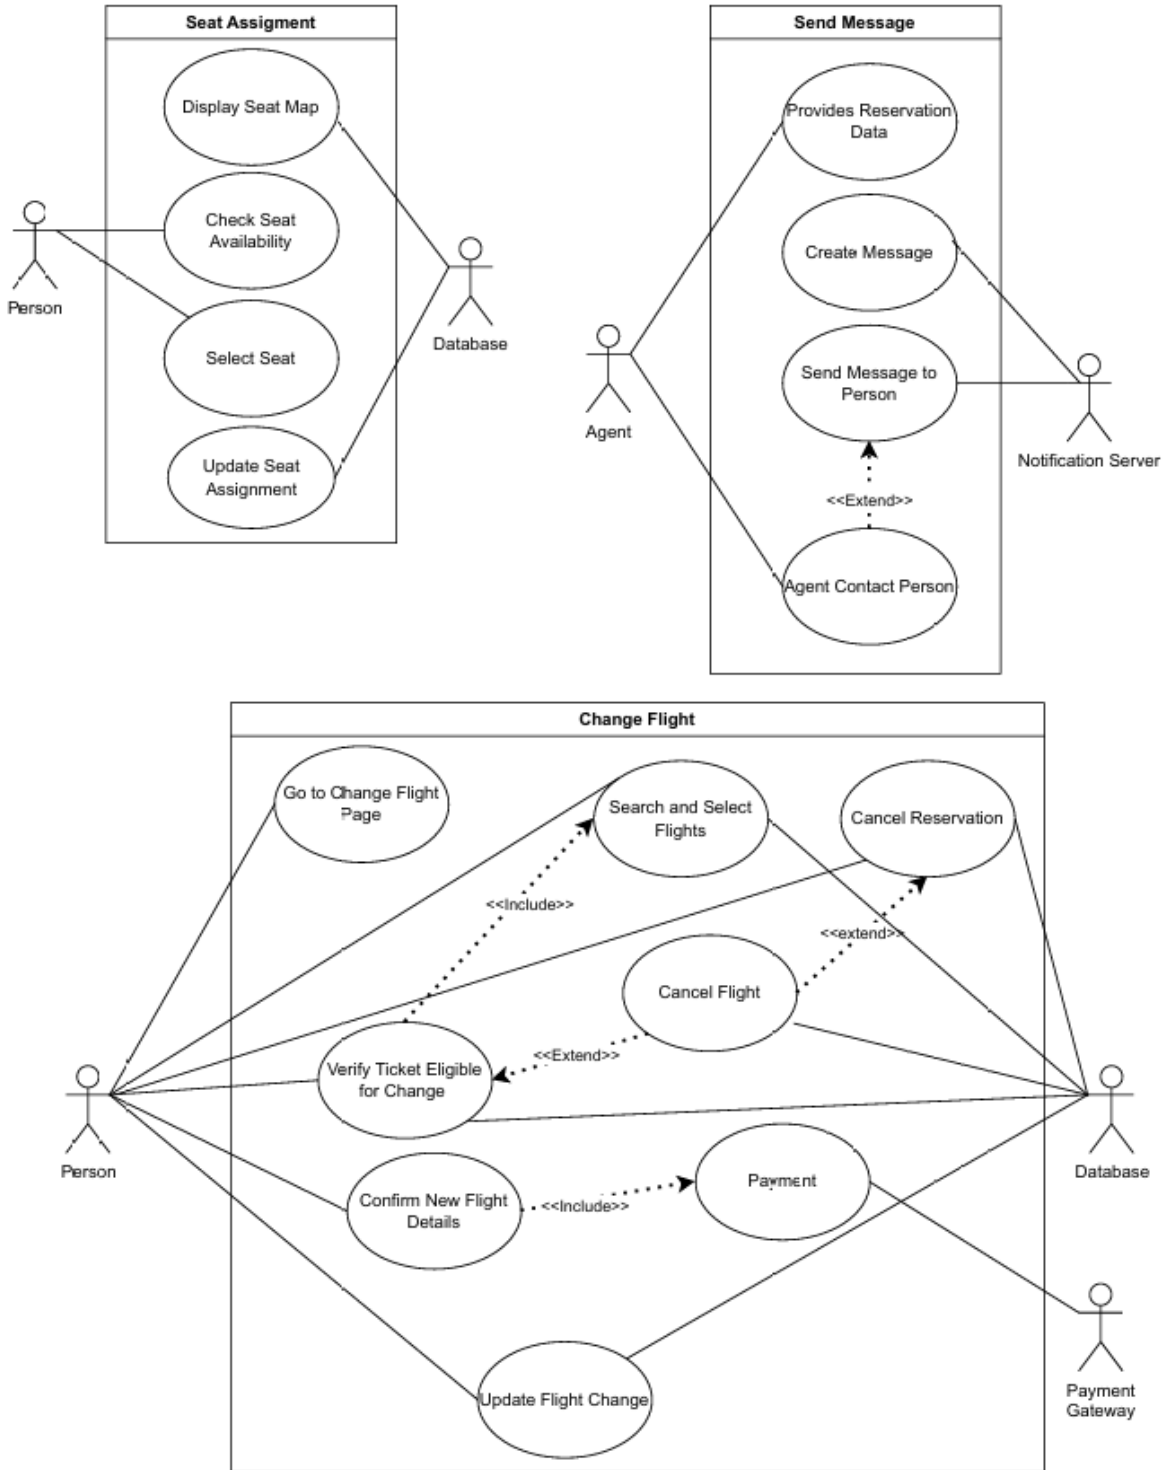 Seat Assigment
Display Seat Map
Check Seat
Availability
Select Seat
Update Seat
Assignment
Person
Database
Send Message
Provides Reservation
Data
Create Message
Send Message to
Person
<<Extend>>
Agent Contact Person
Agent
Notification Server
Change Flight
Go to Change Flight
Page
Search and Select
Flights
Cancel Reservation
<<Include>>
<<extend>>
Cancel Flight
<<Extend>>
Verify Ticket Eligible
for Change
Person
Database
Confirm New Flight
Details
<<Include>>
Payment
Update Flight Change
Payment
Gateway